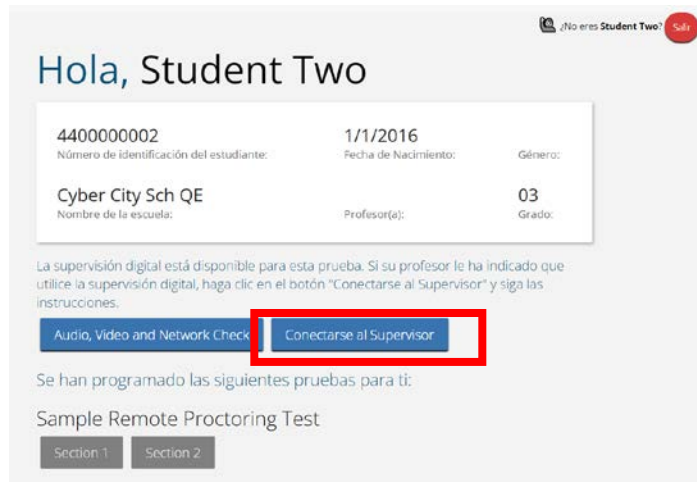 ¿No eres Student Two? Salir
Hola, Student Two
4400000002 1/1/2016
Número de identificación del estudiante: Fecha de Nacimiento: Género:
Cyber City Sch QE 03
Nombre de la escuela: Profesor(a): Grado:
La supervisión digital está disponible para esta prueba. Si su profesor le ha indicado que
utilice la supervisión digital, haga clic en el botón "Conectarse al Supervisor" y siga las
instrucciones.
Audio, Video and Network Check Conectarse al Supervisor
Se han programado las siguientes pruebas para ti:
Sample Remote Proctoring Test
Section 1 Section 2